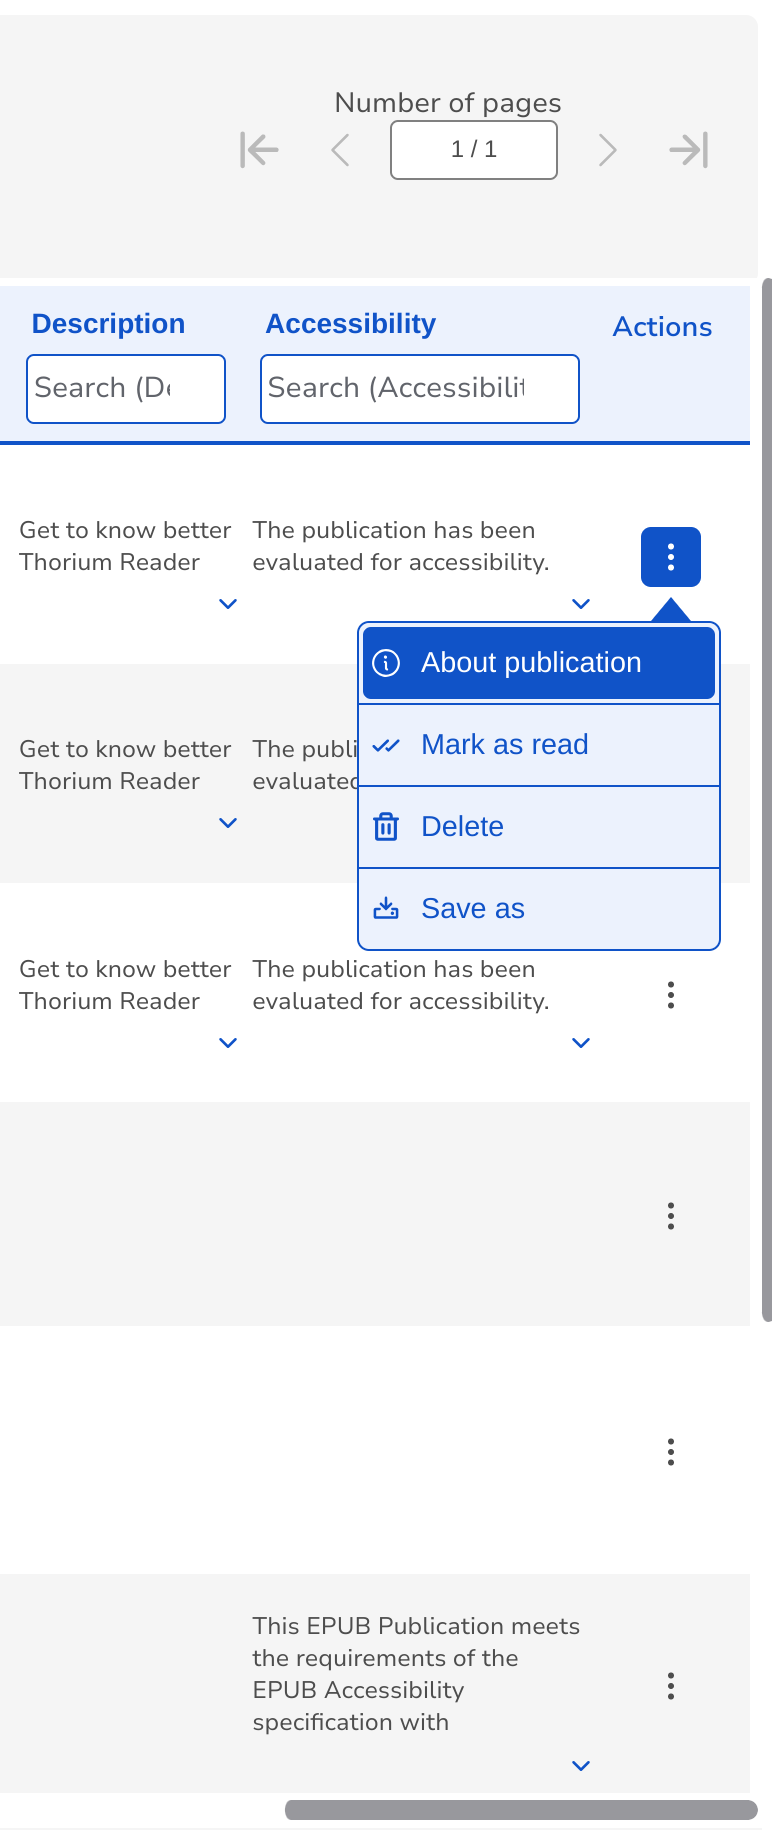 Number of pages
1 / 1
Description
Accessibility
Actions
Search (De
Search (Accessibilit
Get to know better
Thorium Reader
The publication has been
evaluated for accessibility.
About publication
Mark as read
Delete
Save as
Get to know better
Thorium Reader
The publi
evaluated
Get to know better
Thorium Reader
The publication has been
evaluated for accessibility.
This EPUB Publication meets
the requirements of the
EPUB Accessibility
specification with